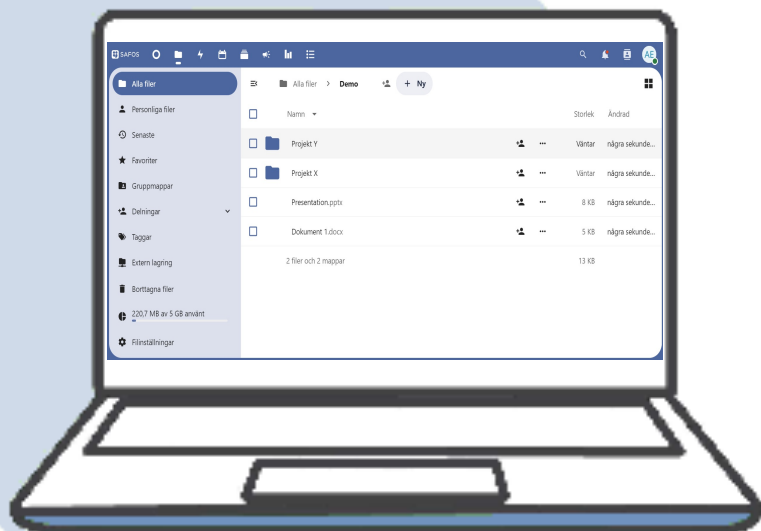 SAFOS
AE
Alla filer
Personliga filer
Senaste
Favoriter
Gruppmappar
Delningar
Taggar
Extern lagring
Borttagna filer
220,7 MB av 5 GB använt
Filinställningar
Alla filer > Demo + Ny
Namn Storlek Ändrad
Projekt Y ... Väntar några sekunde...
Projekt X ... Väntar några sekunde...
Presentation.pptx ... 8 KB några sekunde...
Dokument 1.docx ... 5 KB några sekunde...
2 filer och 2 mappar 13 KB